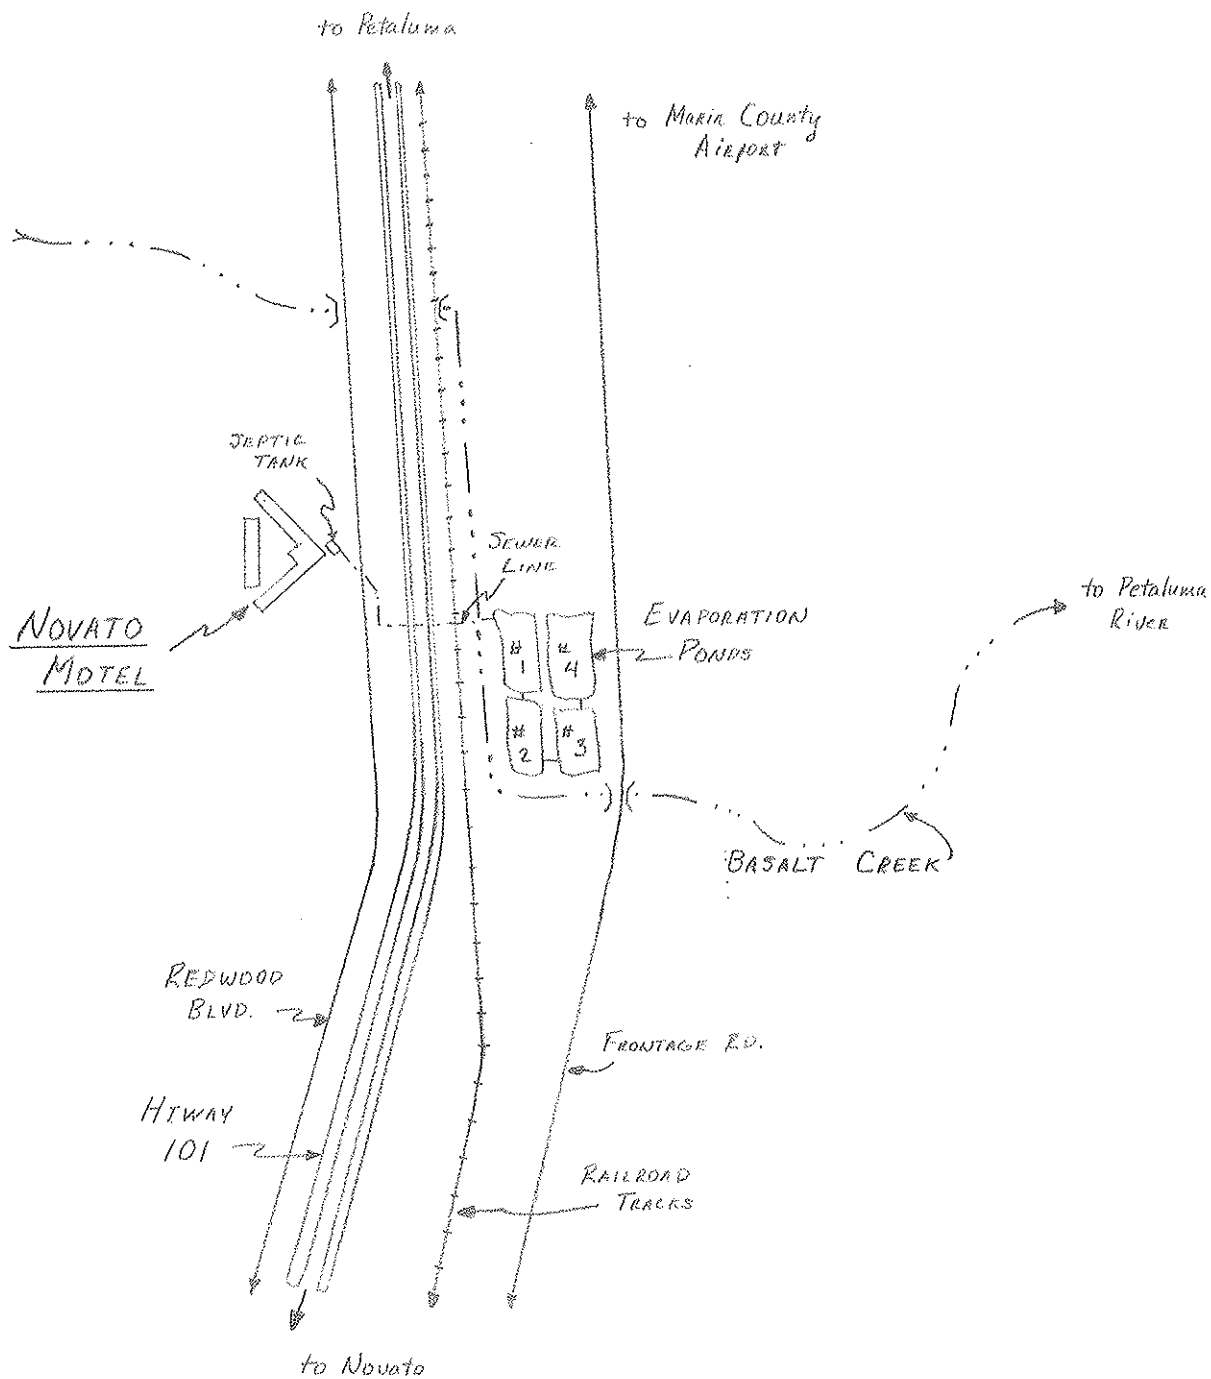 to Petaluma
to Marin County
Airport
Septic
Tank
Sewer
Line
Novato
Motel
Evaporation
Ponds
#
1
#
4
#
2
#
3
to Petaluma
River
Basalt Creek
Redwood
Blvd.
Frontage Rd.
Hiway
101
Railroad
Tracks
to Novato